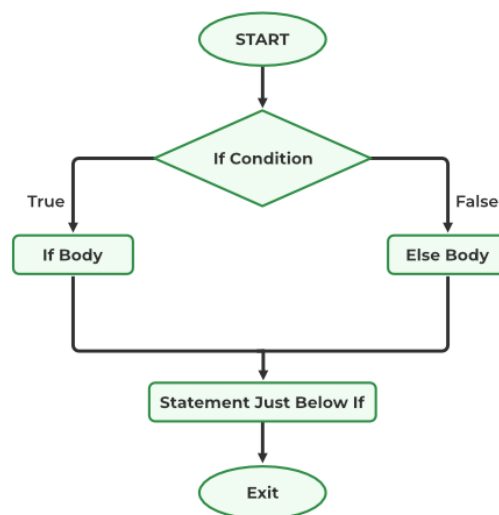 START
If Condition
True
False
If Body
Else Body
Statement Just Below If
Exit